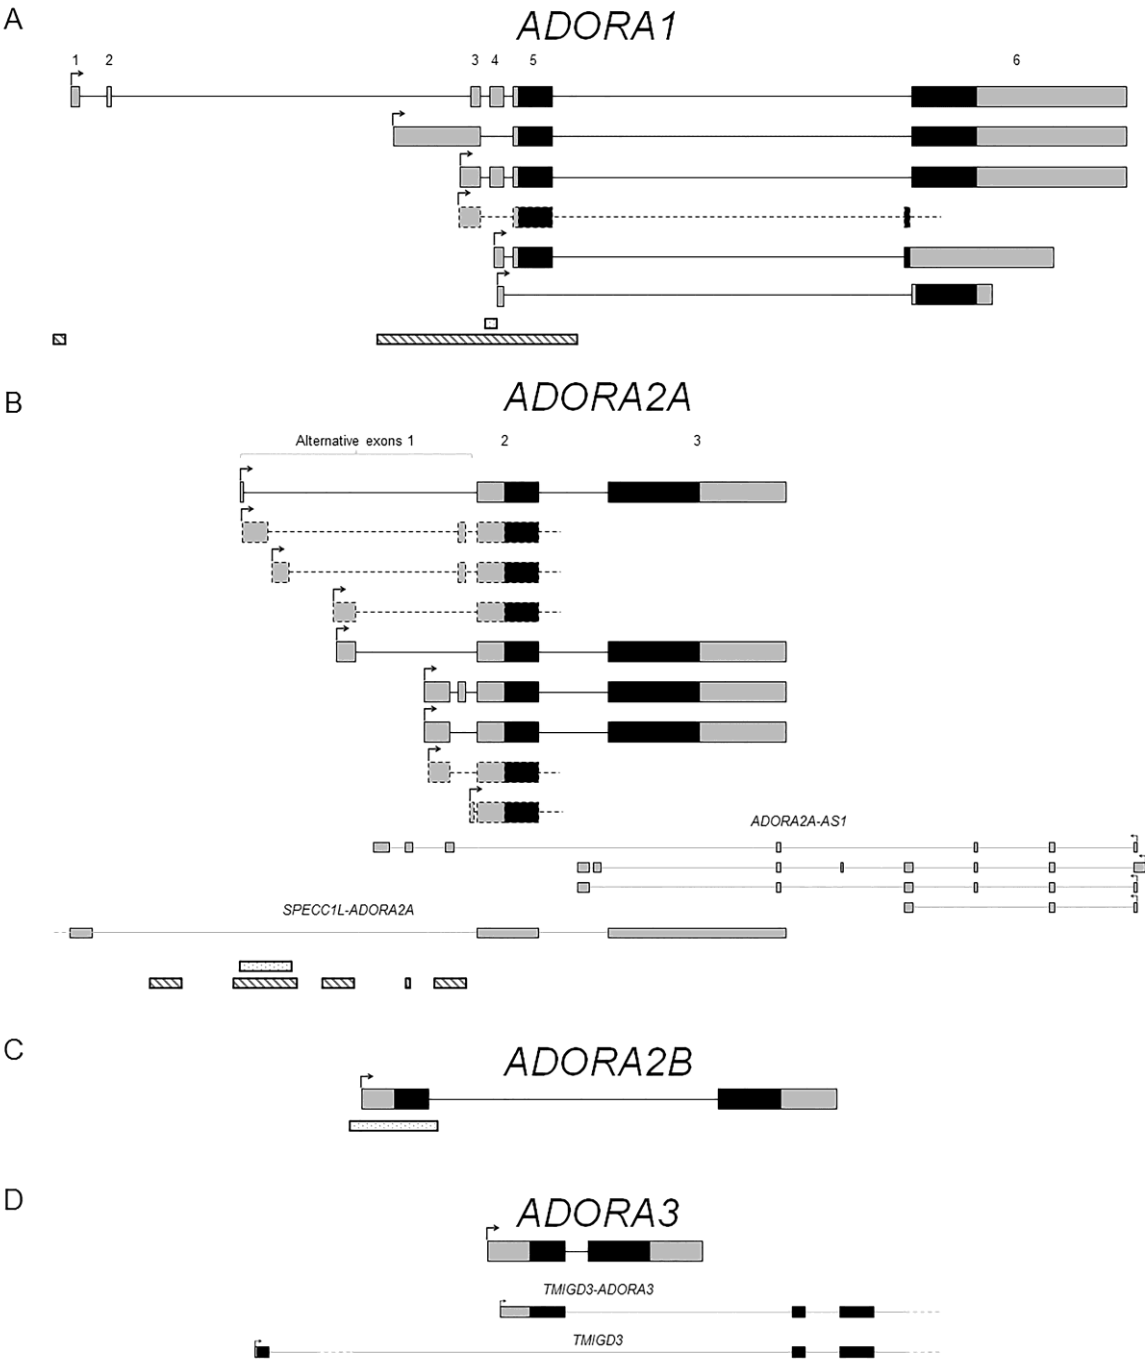 A
ADORA1
1 2 3 4 5 6
B
ADORA2A
Alternative exons 1 2 3
ADORA2A-AS1
SPECC1L-ADORA2A
C
ADORA2B
D
ADORA3
TMIGD3-ADORA3
TMIGD3